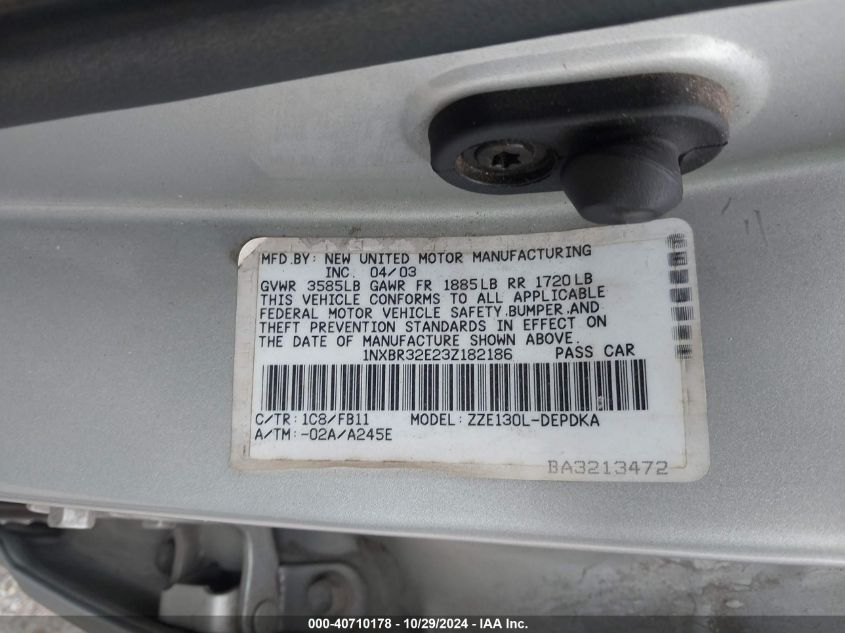 MFD.BY: NEW UNITED MOTOR MANUFACTURING
INC. 04/03
GVWR 3585LB GAWR FR 1885LB RR 1720LB
THIS VEHICLE CONFORMS TO ALL APPLICABLE
FEDERAL MOTOR VEHICLE SAFETY,BUMPER,AND
THEFT PREVENTION STANDARDS IN EFFECT ON
THE DATE OF MANUFACTURE SHOWN ABOVE.
1NXBR32E23Z182186 PASS CAR
C/TR: 1C8/FB11 MODEL: ZZE130L-DEPDKA
A/TM: -02A/A245E
BA3213472
000-40710178 - 10/29/2024 - IAA Inc.